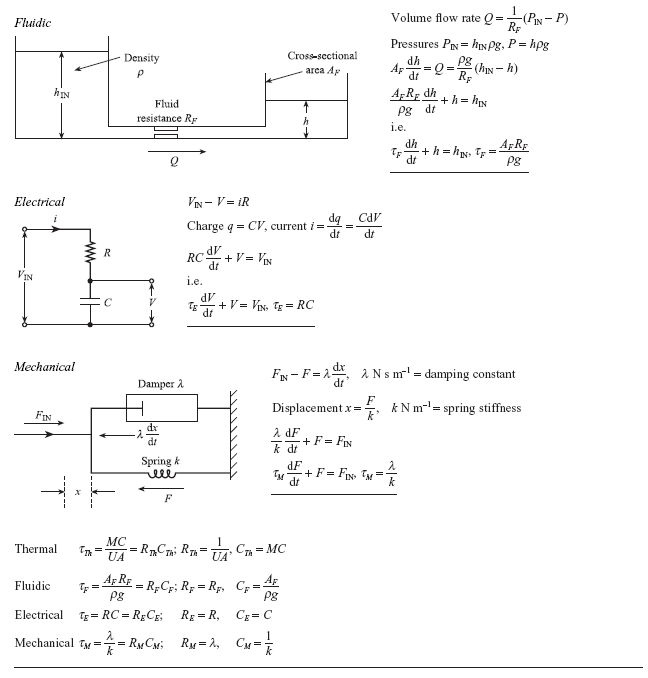 Fluidic
Density
ρ
Cross-sectional
area A_F
h_IN
Fluid
resistance R_F
h
Q
Volume flow rate Q = 1/R_F (P_IN − P)
Pressures P_IN = h_IN ρg, P = hρg
A_F dh/dt = Q = ρg/R_F (h_IN − h)
A_F R_F/ρg dh/dt + h = h_IN
i.e.
τ_F dh/dt + h = h_IN, τ_F = A_F R_F/ρg
Electrical
i
R
V_IN
C
V
V_IN − V = iR
Charge q = CV, current i = dq/dt = CdV/dt
RC dV/dt + V = V_IN
i.e.
τ_E dV/dt + V = V_IN, τ_E = RC
Mechanical
Damper λ
F_IN
λ dx/dt
Spring k
x
F
F_IN − F = λ dx/dt, λ N s m⁻¹ = damping constant
Displacement x = F/k, k N m⁻¹ = spring stiffness
λ/k dF/dt + F = F_IN
τ_M dF/dt + F = F_IN, τ_M = λ/k
Thermal τ_Th = MC/UA = R_Th C_Th; R_Th = 1/UA, C_Th = MC
Fluidic τ_F = A_F R_F/ρg = R_F C_F; R_F = R_F, C_F = A_F/ρg
Electrical τ_E = RC = R_E C_E; R_E = R, C_E = C
Mechanical τ_M = λ/k = R_M C_M; R_M = λ, C_M = 1/k